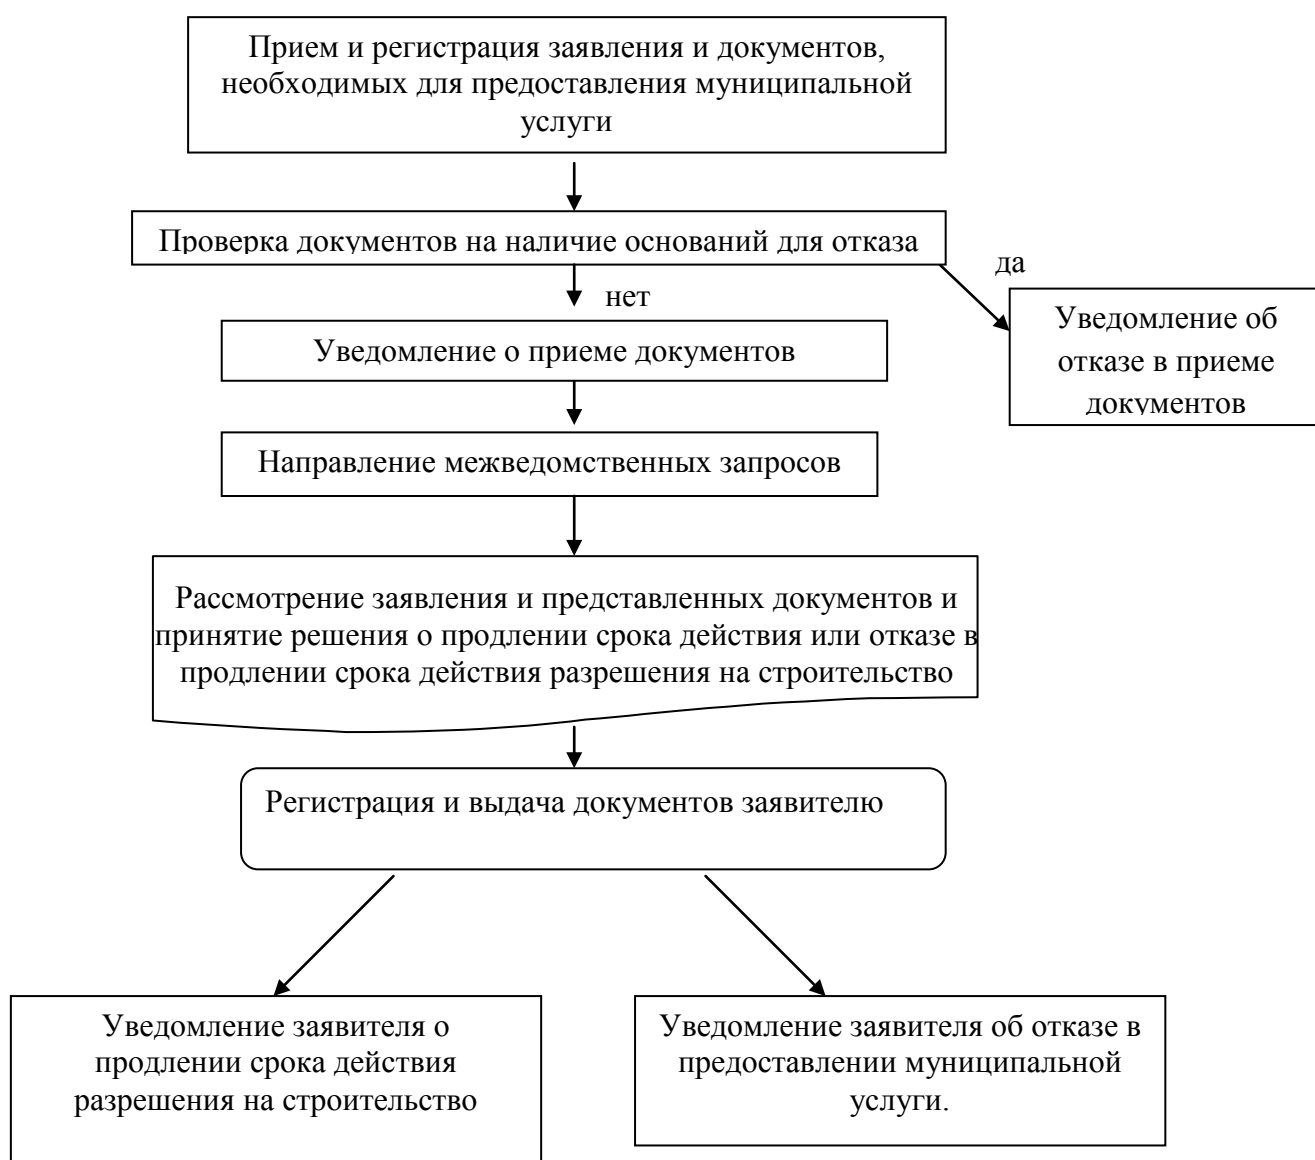 Прием и регистрация заявления и документов,
необходимых для предоставления муниципальной
услуги
Проверка документов на наличие оснований для отказа
да
нет
Уведомление об
отказе в приеме
документов
Уведомление о приеме документов
Направление межведомственных запросов
Рассмотрение заявления и представленных документов и
принятие решения о продлении срока действия или отказе в
продлении срока действия разрешения на строительство
Регистрация и выдача документов заявителю
Уведомление заявителя о
продлении срока действия
разрешения на строительство
Уведомление заявителя об отказе в
предоставлении муниципальной
услуги.